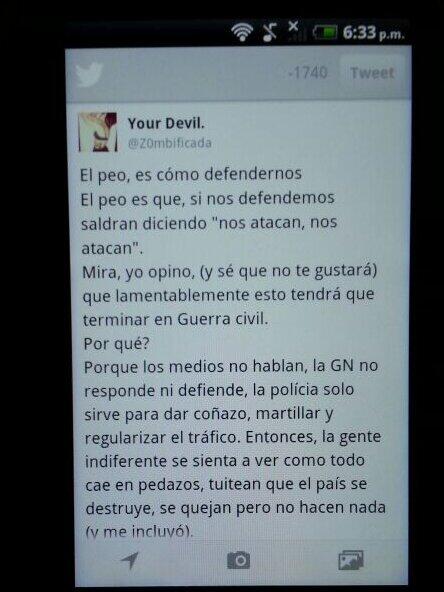 6:33 p.m.
-1740 Tweet
Your Devil.
@Z0mbificada
El peo, es cómo defendernos
El peo es que, si nos defendemos
saldran diciendo "nos atacan, nos
atacan".
Mira, yo opino, (y sé que no te gustará)
que lamentablemente esto tendrá que
terminar en Guerra civil.
Por qué?
Porque los medios no hablan, la GN no
responde ni defiende, la polícia solo
sirve para dar coñazo, martillar y
regularizar el tráfico. Entonces, la gente
indiferente se sienta a ver como todo
cae en pedazos, tuitean que el país se
destruye, se quejan pero no hacen nada
(y me incluyó).